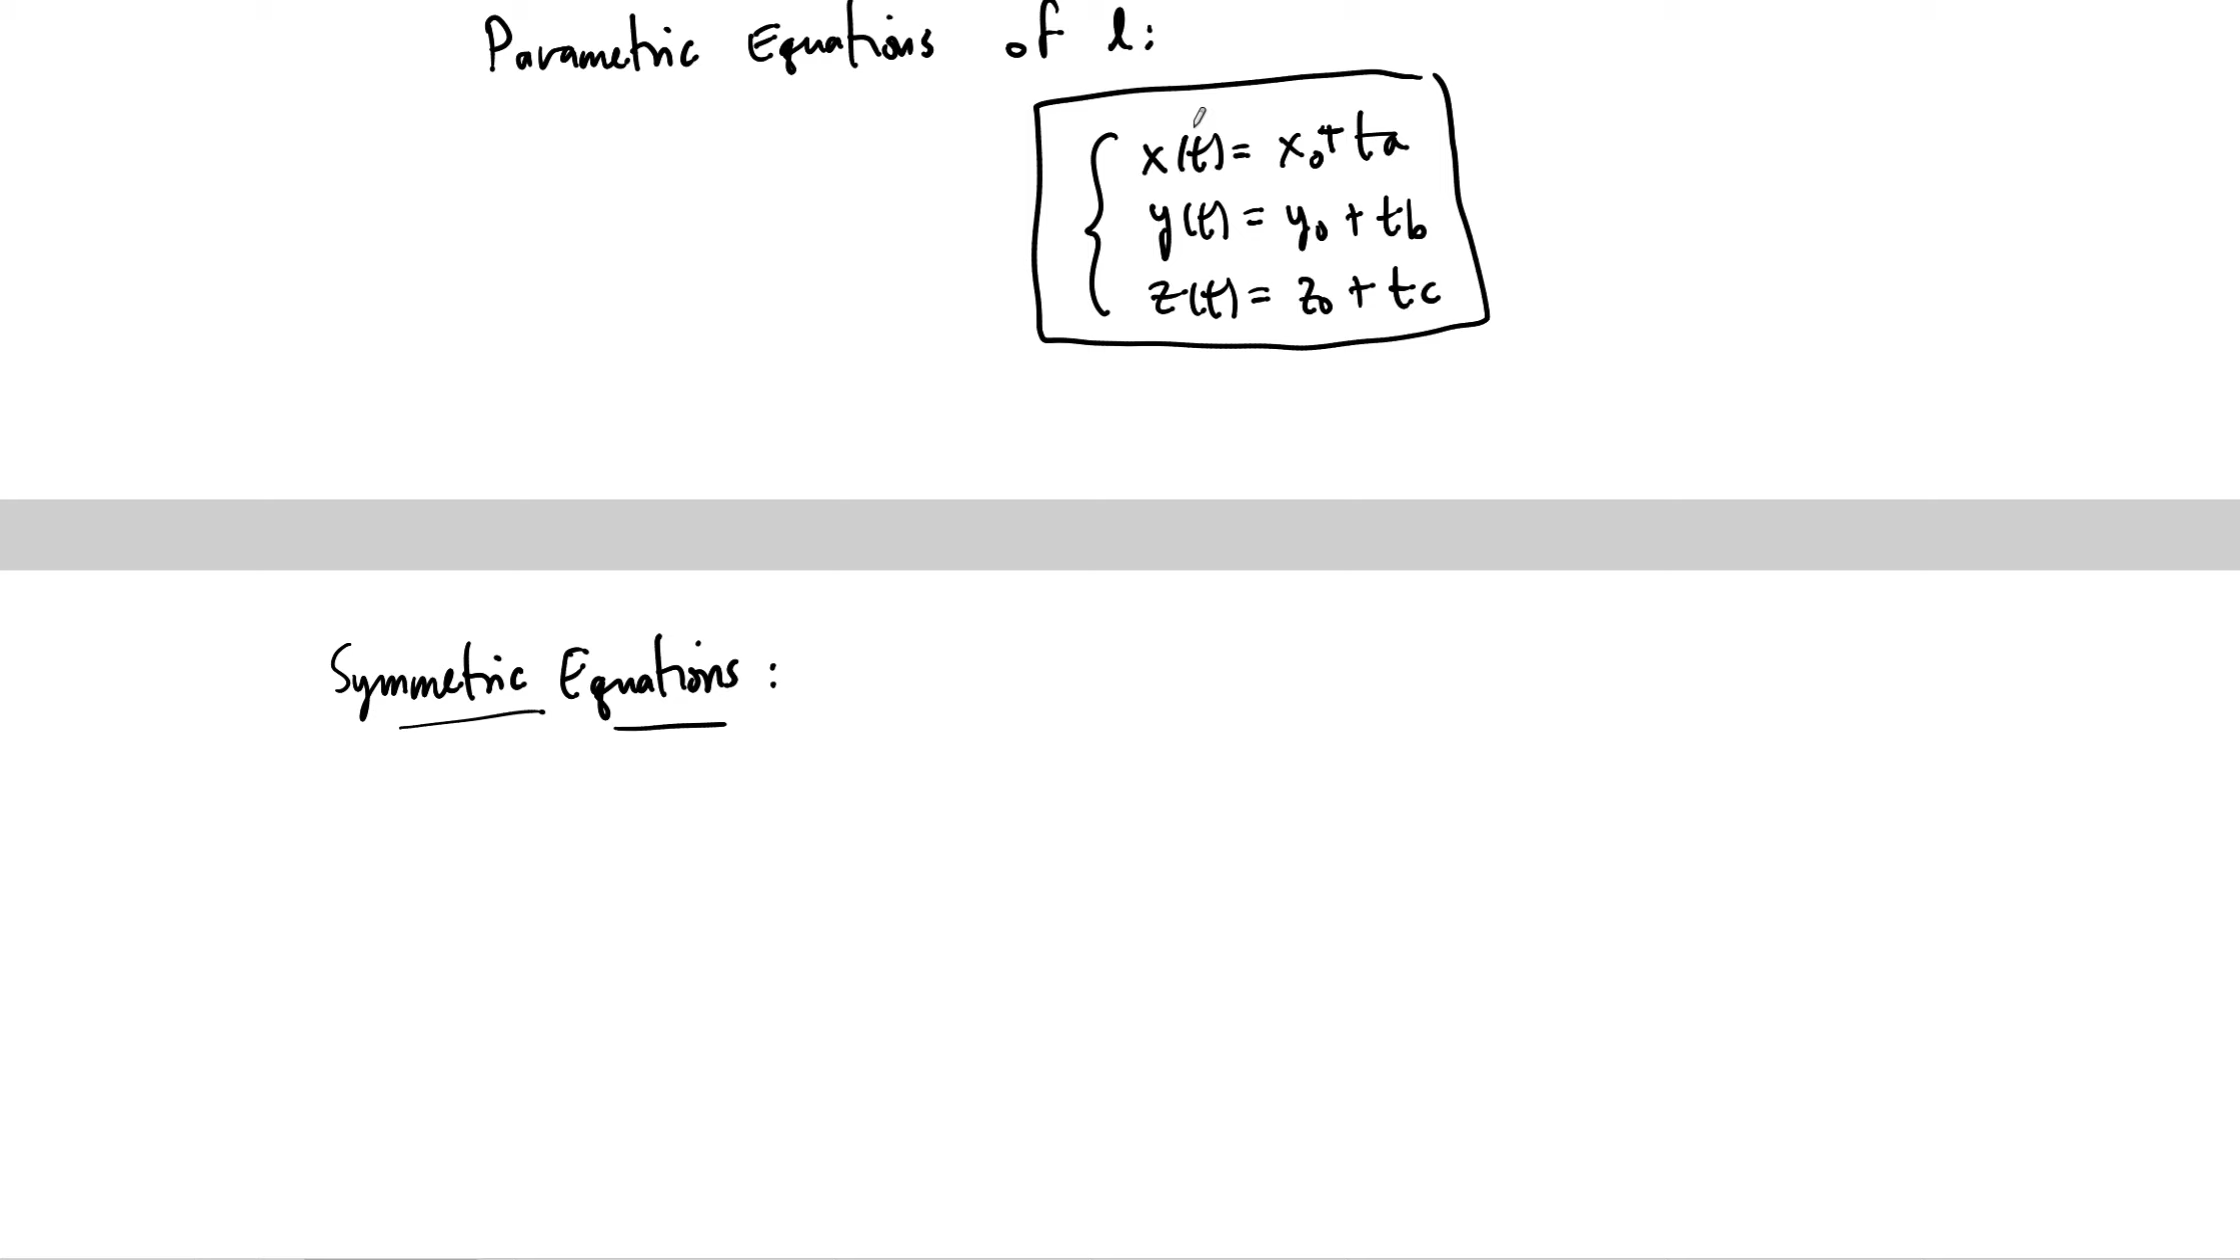 Parametric Equations of l:
x(t) = x₀ + ta
y(t) = y₀ + tb
z(t) = z₀ + tc
Symmetric Equations :